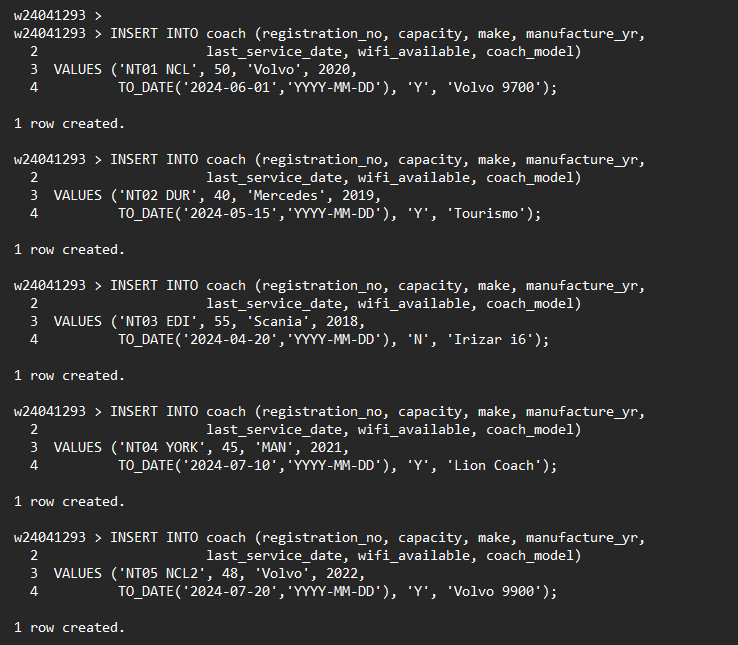 w24041293 >
w24041293 > INSERT INTO coach (registration_no, capacity, make, manufacture_yr,
  2                     last_service_date, wifi_available, coach_model)
  3  VALUES ('NT01 NCL', 50, 'Volvo', 2020,
  4          TO_DATE('2024-06-01','YYYY-MM-DD'), 'Y', 'Volvo 9700');
1 row created.
w24041293 > INSERT INTO coach (registration_no, capacity, make, manufacture_yr,
  2                     last_service_date, wifi_available, coach_model)
  3  VALUES ('NT02 DUR', 40, 'Mercedes', 2019,
  4          TO_DATE('2024-05-15','YYYY-MM-DD'), 'Y', 'Tourismo');
1 row created.
w24041293 > INSERT INTO coach (registration_no, capacity, make, manufacture_yr,
  2                     last_service_date, wifi_available, coach_model)
  3  VALUES ('NT03 EDI', 55, 'Scania', 2018,
  4          TO_DATE('2024-04-20','YYYY-MM-DD'), 'N', 'Irizar i6');
1 row created.
w24041293 > INSERT INTO coach (registration_no, capacity, make, manufacture_yr,
  2                     last_service_date, wifi_available, coach_model)
  3  VALUES ('NT04 YORK', 45, 'MAN', 2021,
  4          TO_DATE('2024-07-10','YYYY-MM-DD'), 'Y', 'Lion Coach');
1 row created.
w24041293 > INSERT INTO coach (registration_no, capacity, make, manufacture_yr,
  2                     last_service_date, wifi_available, coach_model)
  3  VALUES ('NT05 NCL2', 48, 'Volvo', 2022,
  4          TO_DATE('2024-07-20','YYYY-MM-DD'), 'Y', 'Volvo 9900');
1 row created.